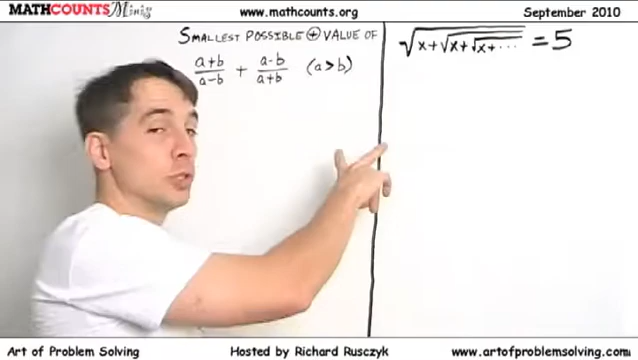 MATHCOUNTS Minis
www.mathcounts.org
September 2010
SMALLEST POSSIBLE ⊕ VALUE OF
a+b/a-b + a-b/a+b (a>b)
√x+√x+√x+··· = 5
Art of Problem Solving
Hosted by Richard Rusczyk
www.artofproblemsolving.com